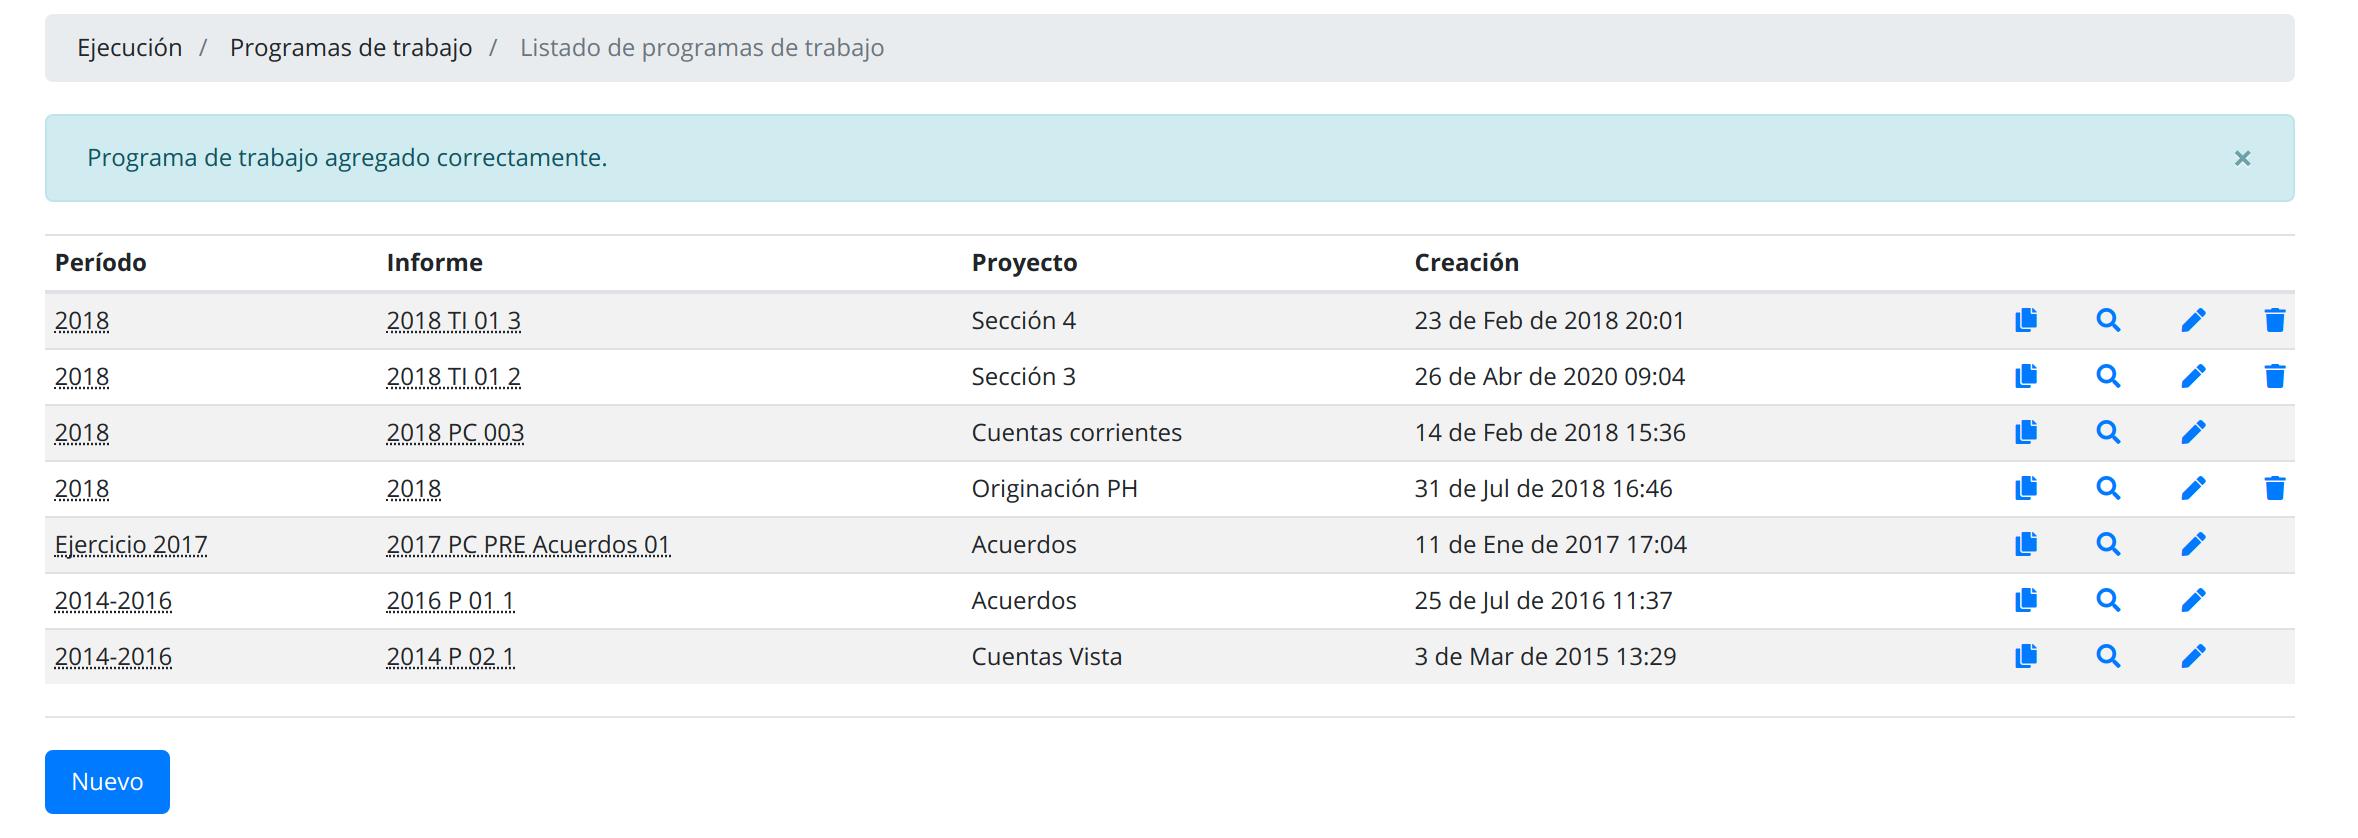 Ejecución / Programas de trabajo / Listado de programas de trabajo
Programa de trabajo agregado correctamente. ×
Período Informe Proyecto Creación
2018 2018 TI 01 3 Sección 4 23 de Feb de 2018 20:01
2018 2018 TI 01 2 Sección 3 26 de Abr de 2020 09:04
2018 2018 PC 003 Cuentas corrientes 14 de Feb de 2018 15:36
2018 2018 Originación PH 31 de Jul de 2018 16:46
Ejercicio 2017 2017 PC PRE Acuerdos 01 Acuerdos 11 de Ene de 2017 17:04
2014-2016 2016 P 01 1 Acuerdos 25 de Jul de 2016 11:37
2014-2016 2014 P 02 1 Cuentas Vista 3 de Mar de 2015 13:29
Nuevo